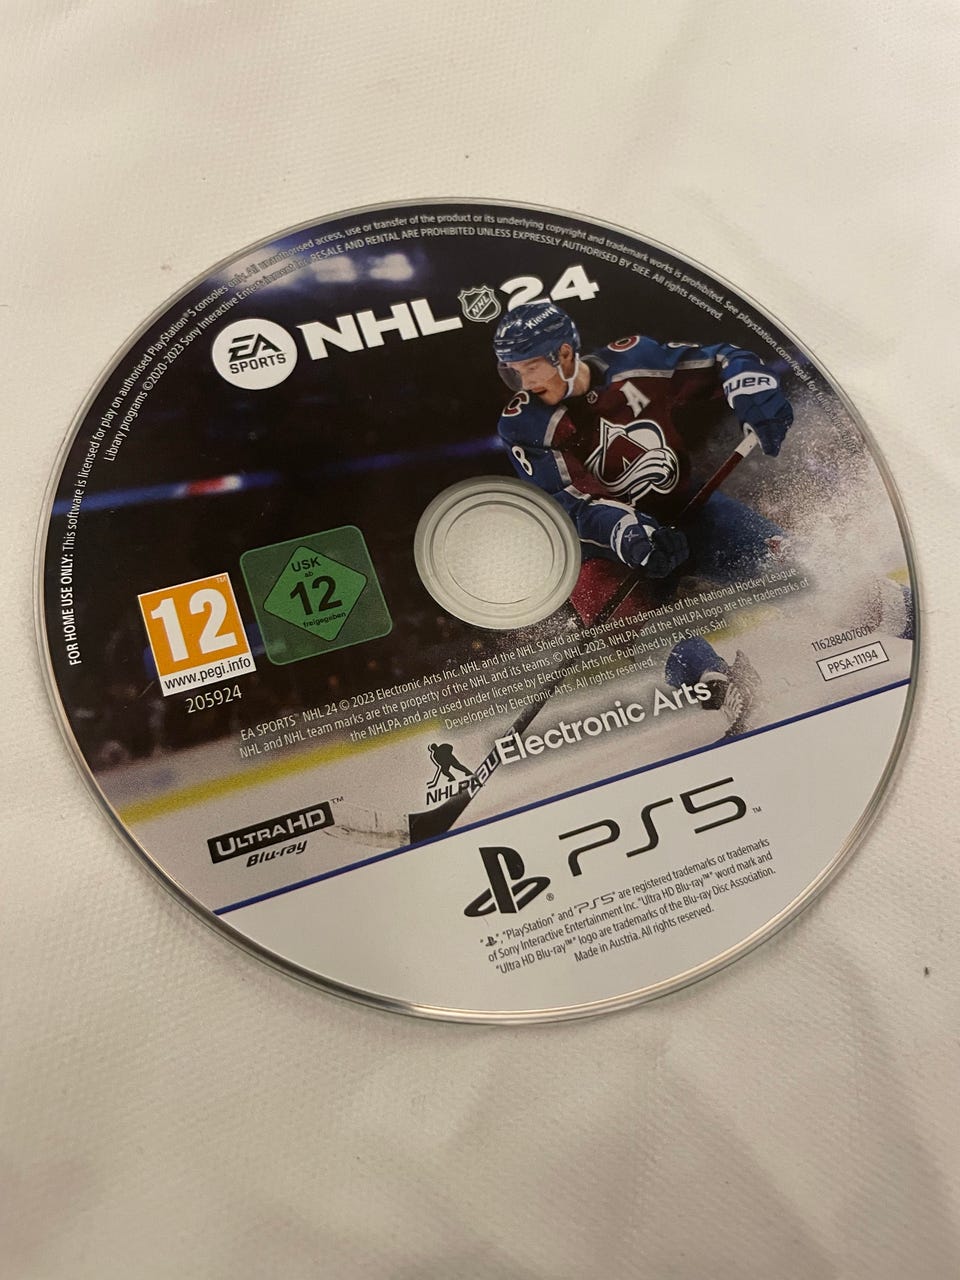 FOR HOME USE ONLY: This software is licensed for play on authorised PlayStation®5 consoles only. All unauthorised access, use or transfer of the product or its underlying copyright and trademark works is prohibited. See playstation.com/legal for
Library programs ©2020-2023 Sony Interactive Entertainment Inc. RESALE AND RENTAL ARE PROHIBITED UNLESS EXPRESSLY AUTHORISED BY SIEE. All rights reserved.
EA
SPORTS™
NHL NHL 24
Kiewit
A
8
AUER
12™
www.pegi.info
205924
USK
ab
12
freigegeben
EA SPORTS™ NHL 24 © 2023 Electronic Arts Inc. NHL and the NHL Shield are registered trademarks of the National Hockey League.
NHL and NHL team marks are the property of the NHL and its teams. © NHL 2023. NHLPA and the NHLPA logo are the trademarks of
the NHLPA and are used under license by Electronic Arts Inc. Published by EA Swiss Sàrl.
Developed by Electronic Arts. All rights reserved.
116288407601
PPSA-11194
NHLPA
Electronic Arts
ULTRA HD™
Blu-ray
® PS5™
"PlayStation" and "PS5" are registered trademarks or trademarks
of Sony Interactive Entertainment Inc. "Ultra HD Blu-ray™" word mark and
"Ultra HD Blu-ray™" logo are trademarks of the Blu-ray Disc Association.
Made in Austria. All rights reserved.